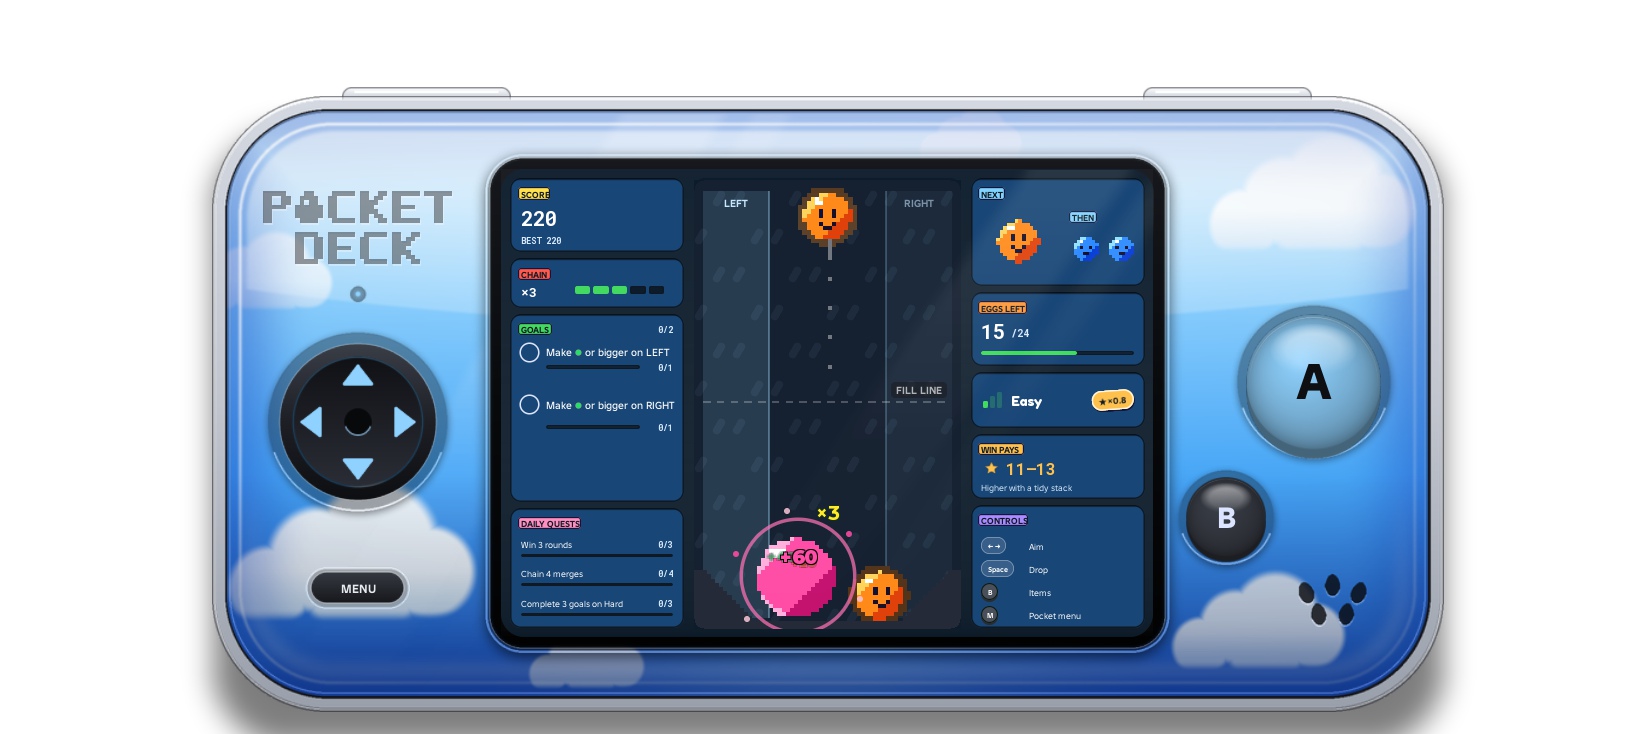 POCKET
DECK
MENU
SCORE
220
BEST 220
CHAIN
×3
GOALS 0/2
Make ● or bigger on LEFT
0/1
Make ● or bigger on RIGHT
0/1
DAILY QUESTS
Win 3 rounds 0/3
Chain 4 merges 0/4
Complete 3 goals on Hard 0/3
LEFT
RIGHT
FILL LINE
×3
+60
NEXT
THEN
EGGS LEFT
15 /24
Easy ★×0.8
WIN PAYS
★ 11–13
Higher with a tidy stack
CONTROLS
←→ Aim
Space Drop
B Items
M Pocket menu
A
B